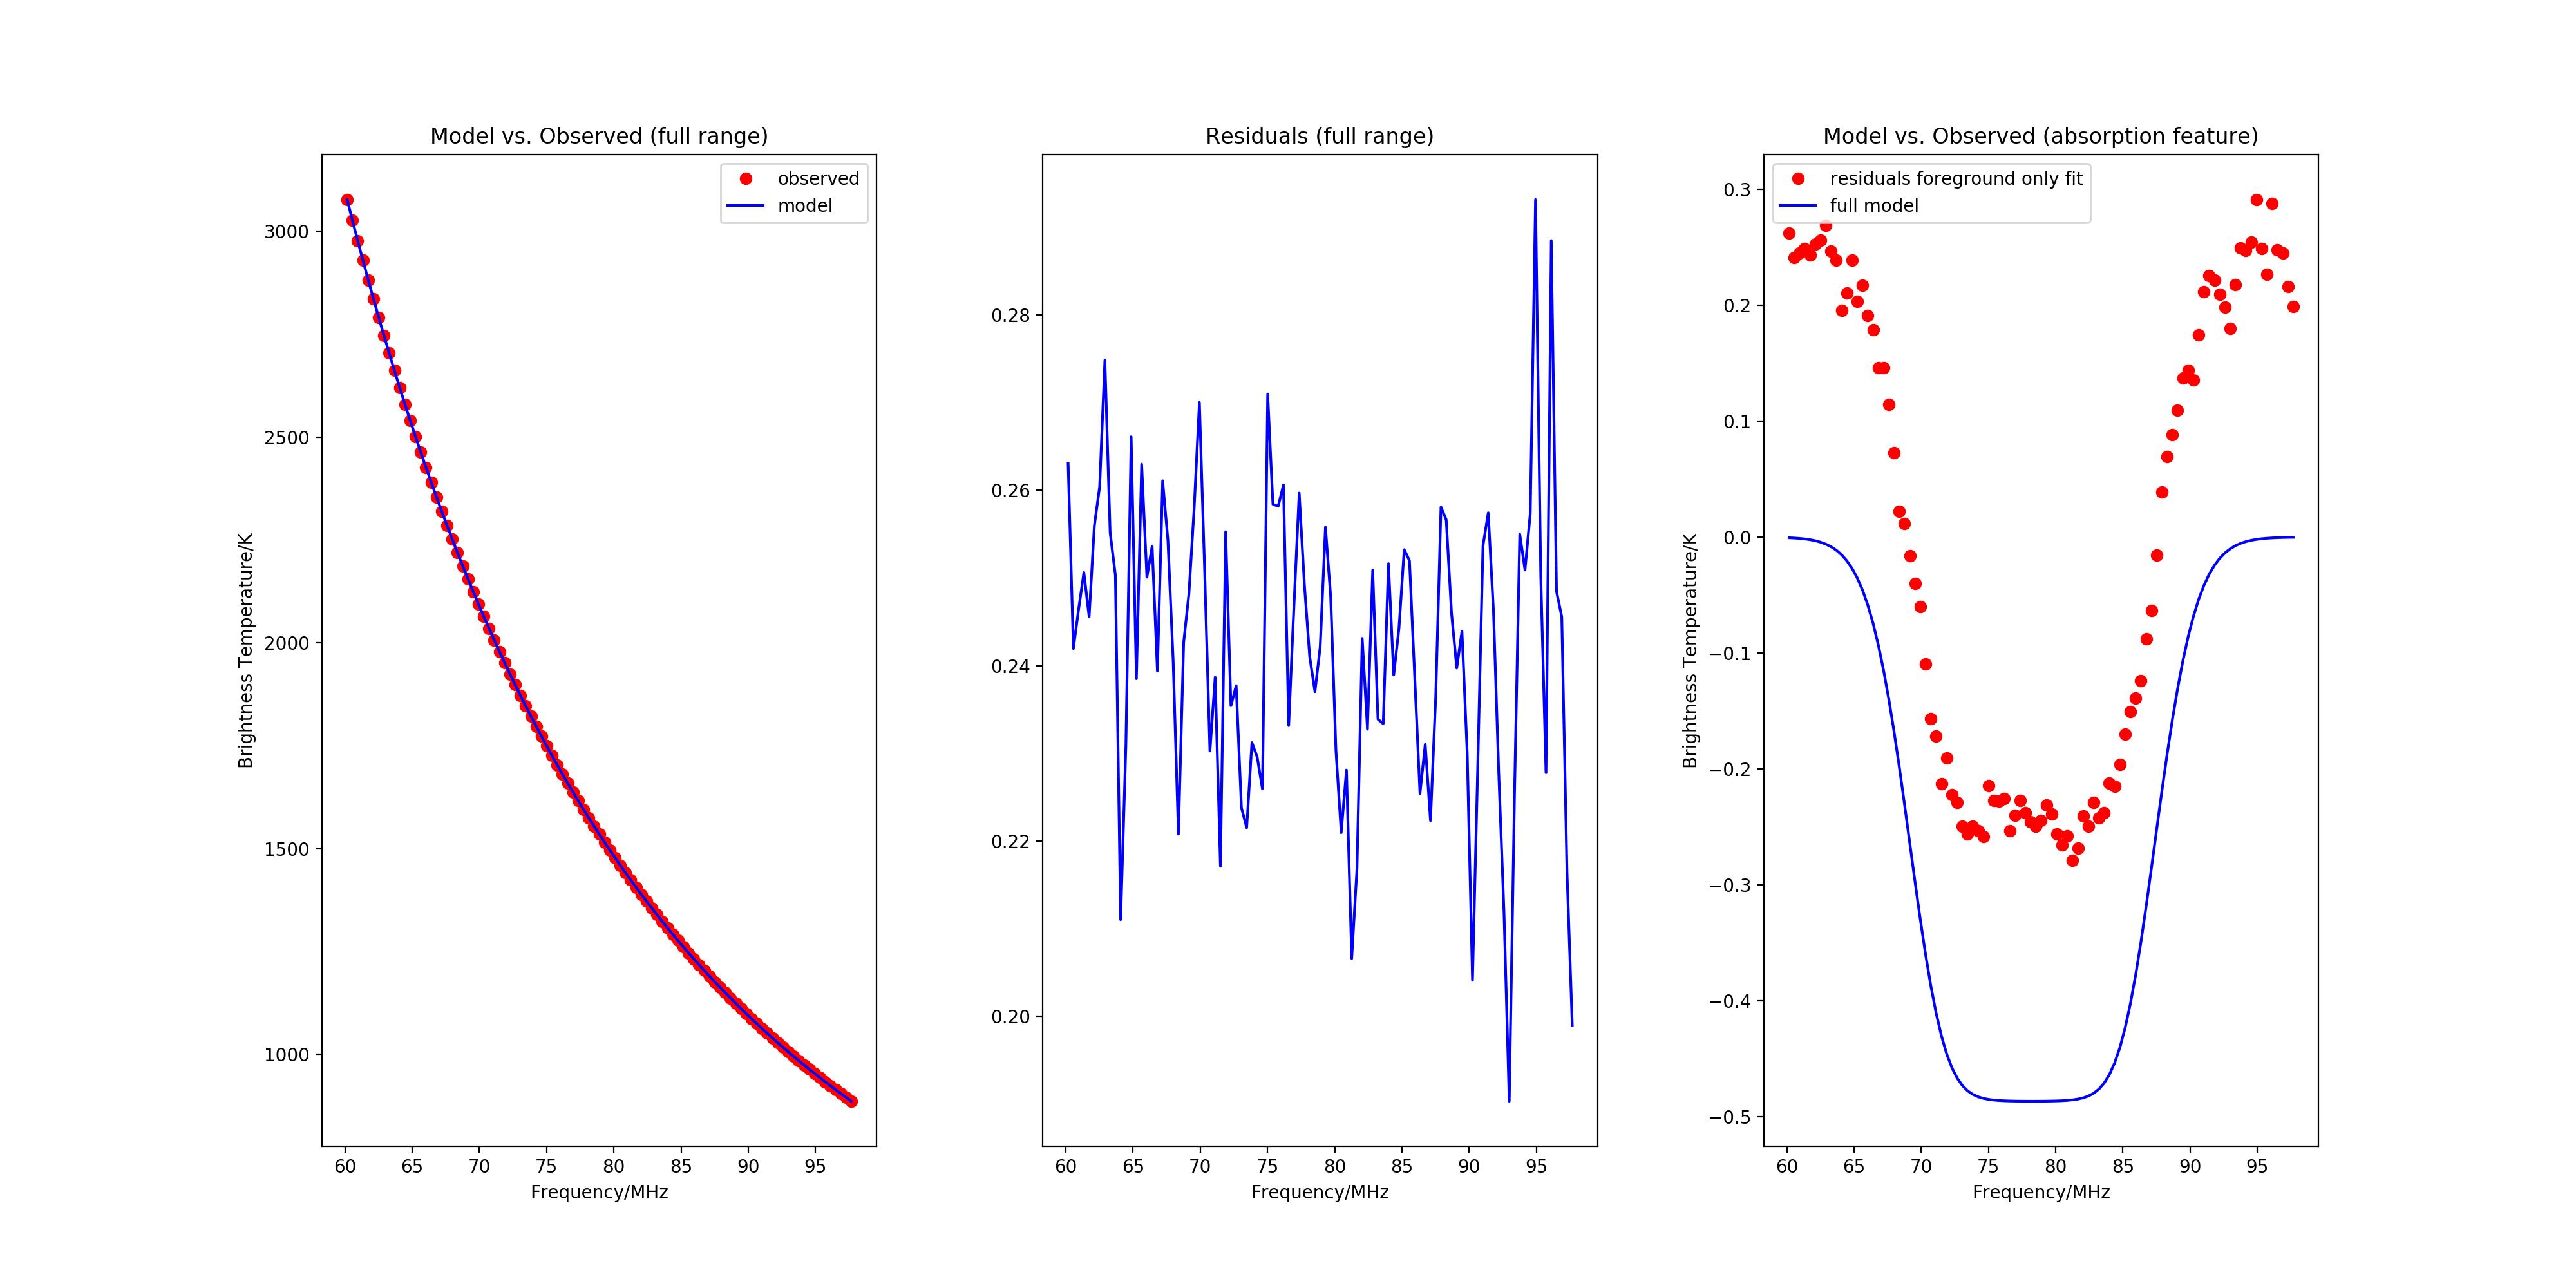 Model vs. Observed (full range)
observed
model
3000
2500
2000
1500
1000
Brightness Temperature/K
60 65 70 75 80 85 90 95
Frequency/MHz
Residuals (full range)
0.28
0.26
0.24
0.22
0.20
60 65 70 75 80 85 90 95
Frequency/MHz
Model vs. Observed (absorption feature)
residuals foreground only fit
full model
0.3
0.2
0.1
0.0
−0.1
−0.2
−0.3
−0.4
−0.5
Brightness Temperature/K
60 65 70 75 80 85 90 95
Frequency/MHz